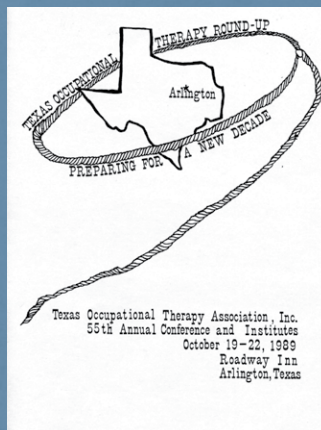 TEXAS OCCUPATIONAL THERAPY ROUND-UP
Arlington
PREPARING FOR A NEW DECADE
Texas Occupational Therapy Association, Inc.
55th Annual Conference and Institutes
October 19-22, 1989
Roadway Inn
Arlington, Texas